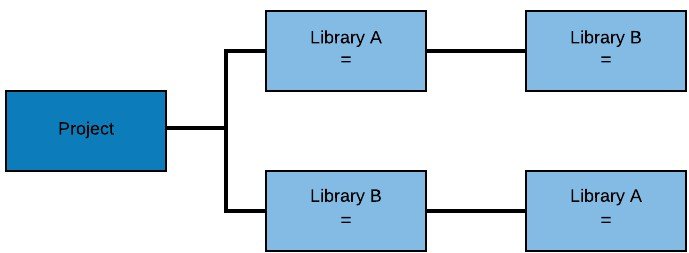 Library A
=
Library B
=
Project
Library B
=
Library A
=